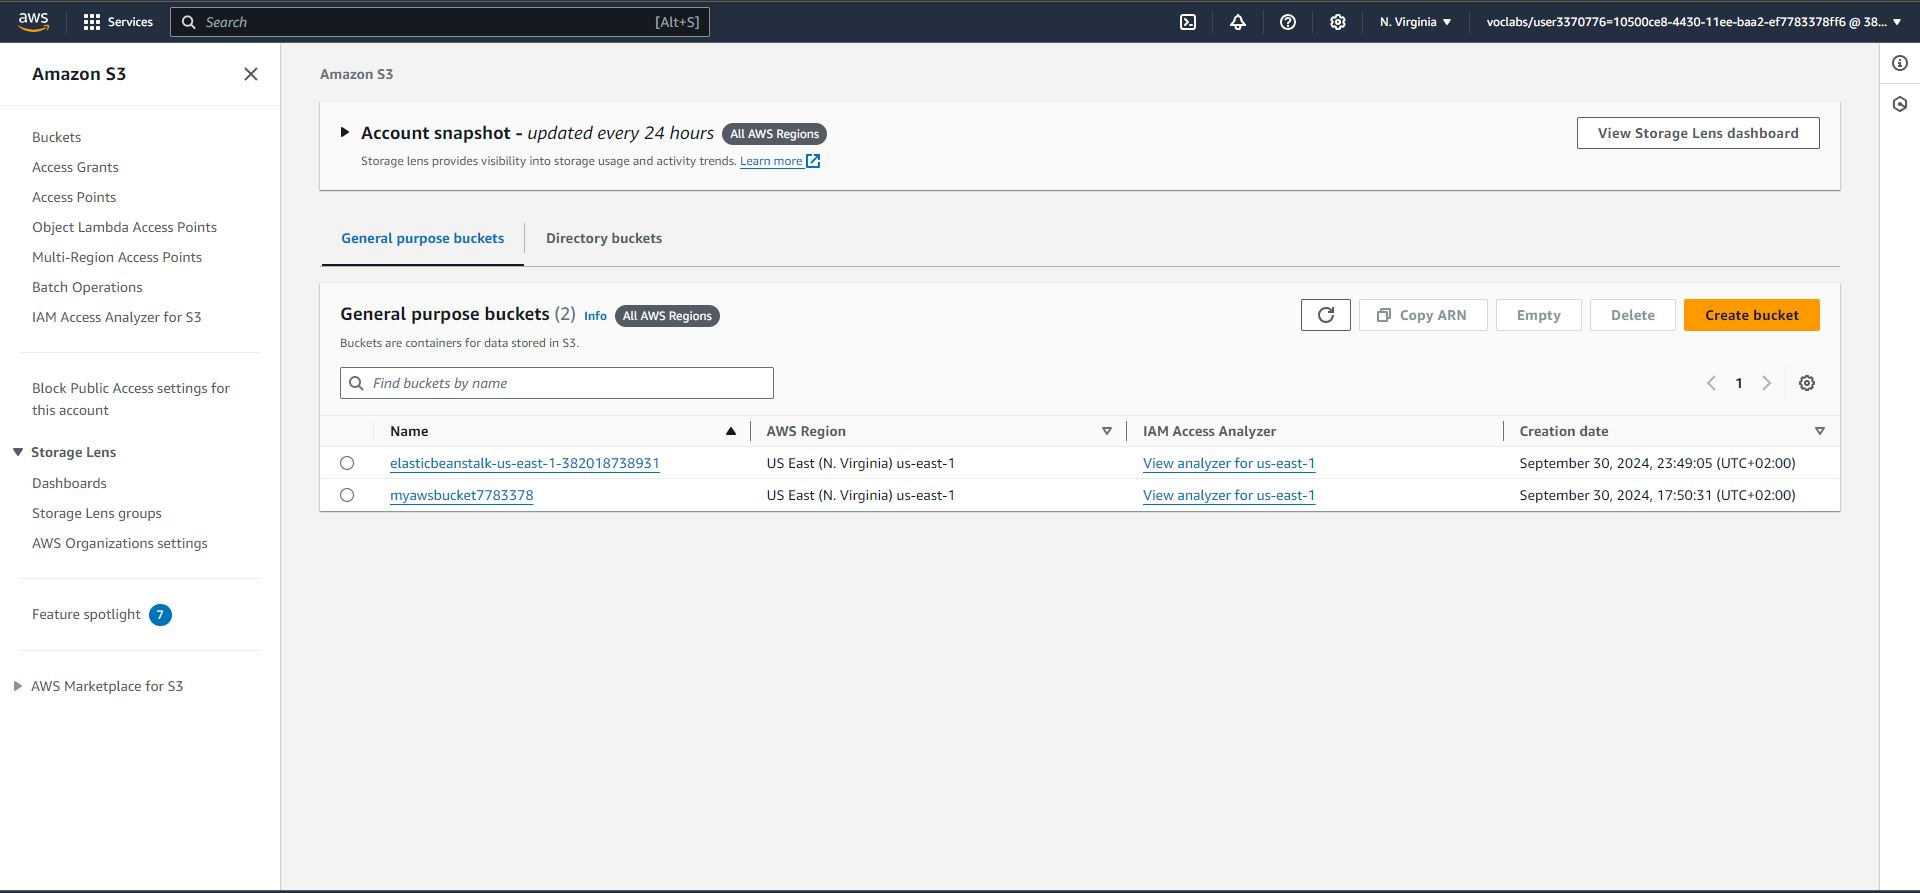 aws
Services
Search
[Alt+S]
N. Virginia
voclabs/user3370776=10500ce8-4430-11ee-baa2-ef7783378ff6 @ 38...
Amazon S3
Buckets
Access Grants
Access Points
Object Lambda Access Points
Multi-Region Access Points
Batch Operations
IAM Access Analyzer for S3
Block Public Access settings for
this account
Storage Lens
Dashboards
Storage Lens groups
AWS Organizations settings
Feature spotlight 7
AWS Marketplace for S3
Amazon S3
Account snapshot - updated every 24 hours All AWS Regions
Storage lens provides visibility into storage usage and activity trends. Learn more
View Storage Lens dashboard
General purpose buckets
Directory buckets
General purpose buckets (2) Info All AWS Regions
Buckets are containers for data stored in S3.
Copy ARN
Empty
Delete
Create bucket
Find buckets by name
1
Name AWS Region IAM Access Analyzer Creation date
elasticbeanstalk-us-east-1-382018738931 US East (N. Virginia) us-east-1 View analyzer for us-east-1 September 30, 2024, 23:49:05 (UTC+02:00)
myawsbucket7783378 US East (N. Virginia) us-east-1 View analyzer for us-east-1 September 30, 2024, 17:50:31 (UTC+02:00)